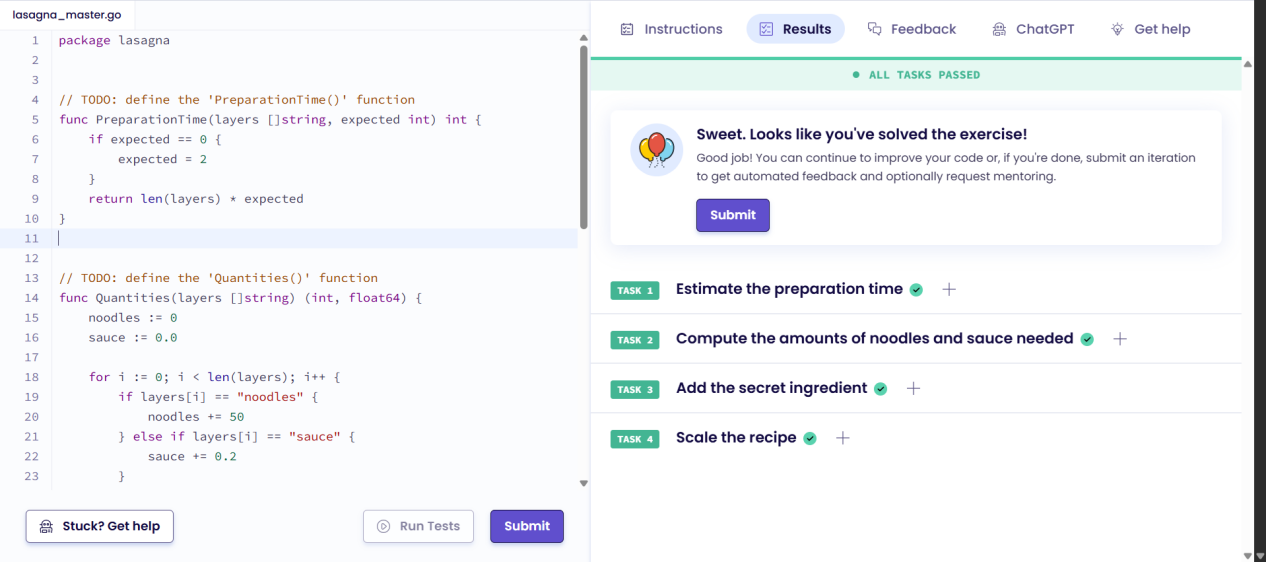 lasagna_master.go
1 package lasagna
2
3
4 // TODO: define the 'PreparationTime()' function
5 func PreparationTime(layers []string, expected int) int {
6     if expected == 0 {
7         expected = 2
8     }
9     return len(layers) * expected
10 }
11
12
13 // TODO: define the 'Quantities()' function
14 func Quantities(layers []string) (int, float64) {
15     noodles := 0
16     sauce := 0.0
17
18     for i := 0; i < len(layers); i++ {
19         if layers[i] == "noodles" {
20             noodles += 50
21         } else if layers[i] == "sauce" {
22             sauce += 0.2
23         }
Stuck? Get help
Run Tests
Submit
Instructions
Results
Feedback
ChatGPT
Get help
ALL TASKS PASSED
Sweet. Looks like you've solved the exercise!
Good job! You can continue to improve your code or, if you're done, submit an iteration
to get automated feedback and optionally request mentoring.
Submit
TASK 1 Estimate the preparation time
TASK 2 Compute the amounts of noodles and sauce needed
TASK 3 Add the secret ingredient
TASK 4 Scale the recipe